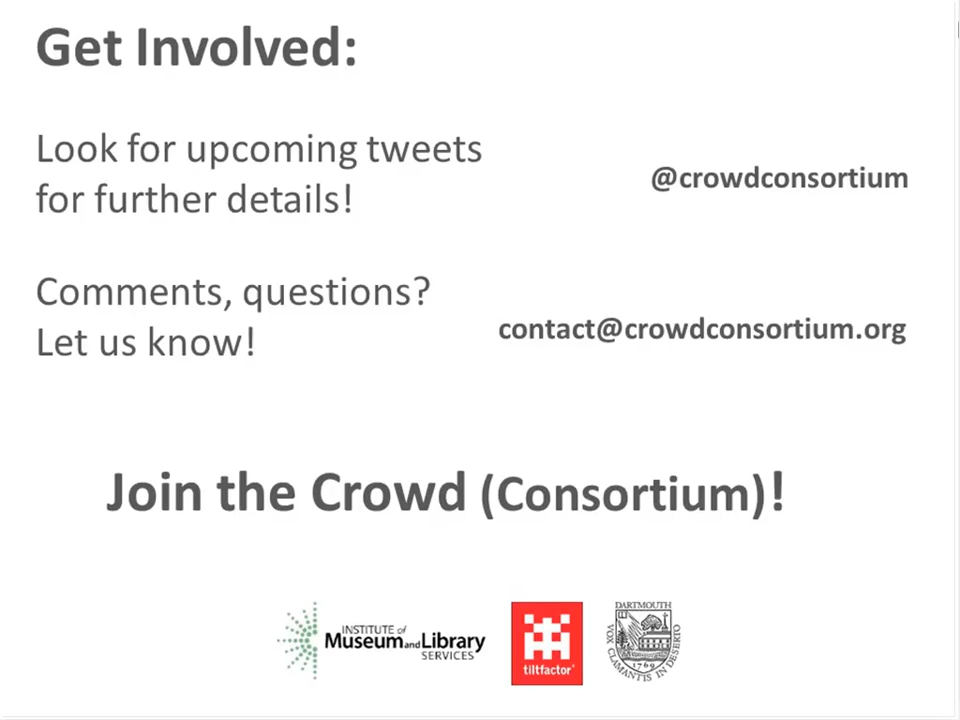 Get Involved:
Look for upcoming tweets
for further details!
@crowdconsortium
Comments, questions?
Let us know!
contact@crowdconsortium.org
Join the Crowd (Consortium)!
INSTITUTE of
Museum and Library
SERVICES
tiltfactor
DARTMOUTH
VOX CLAMANTIS IN DESERTO
1769